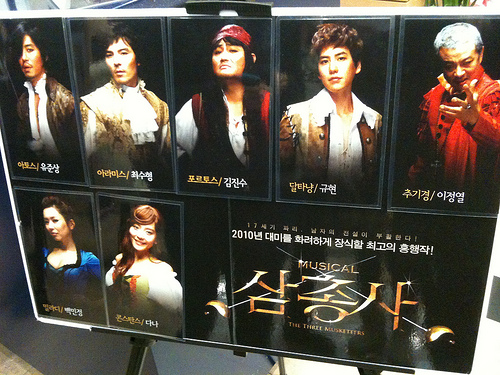 아토스/ 유준상
아라미스/ 최수형
포르토스/ 김진수
달타냥/ 규현
추기경/ 이정열
밀라디/ 백민정
콘스탄스/ 다나
17세기 파리, 남자의 전설이 부활한다!
2010년 대미를 화려하게 장식할 최고의 흥행작!
MUSICAL
삼총사
THE THREE MUSKETEERS